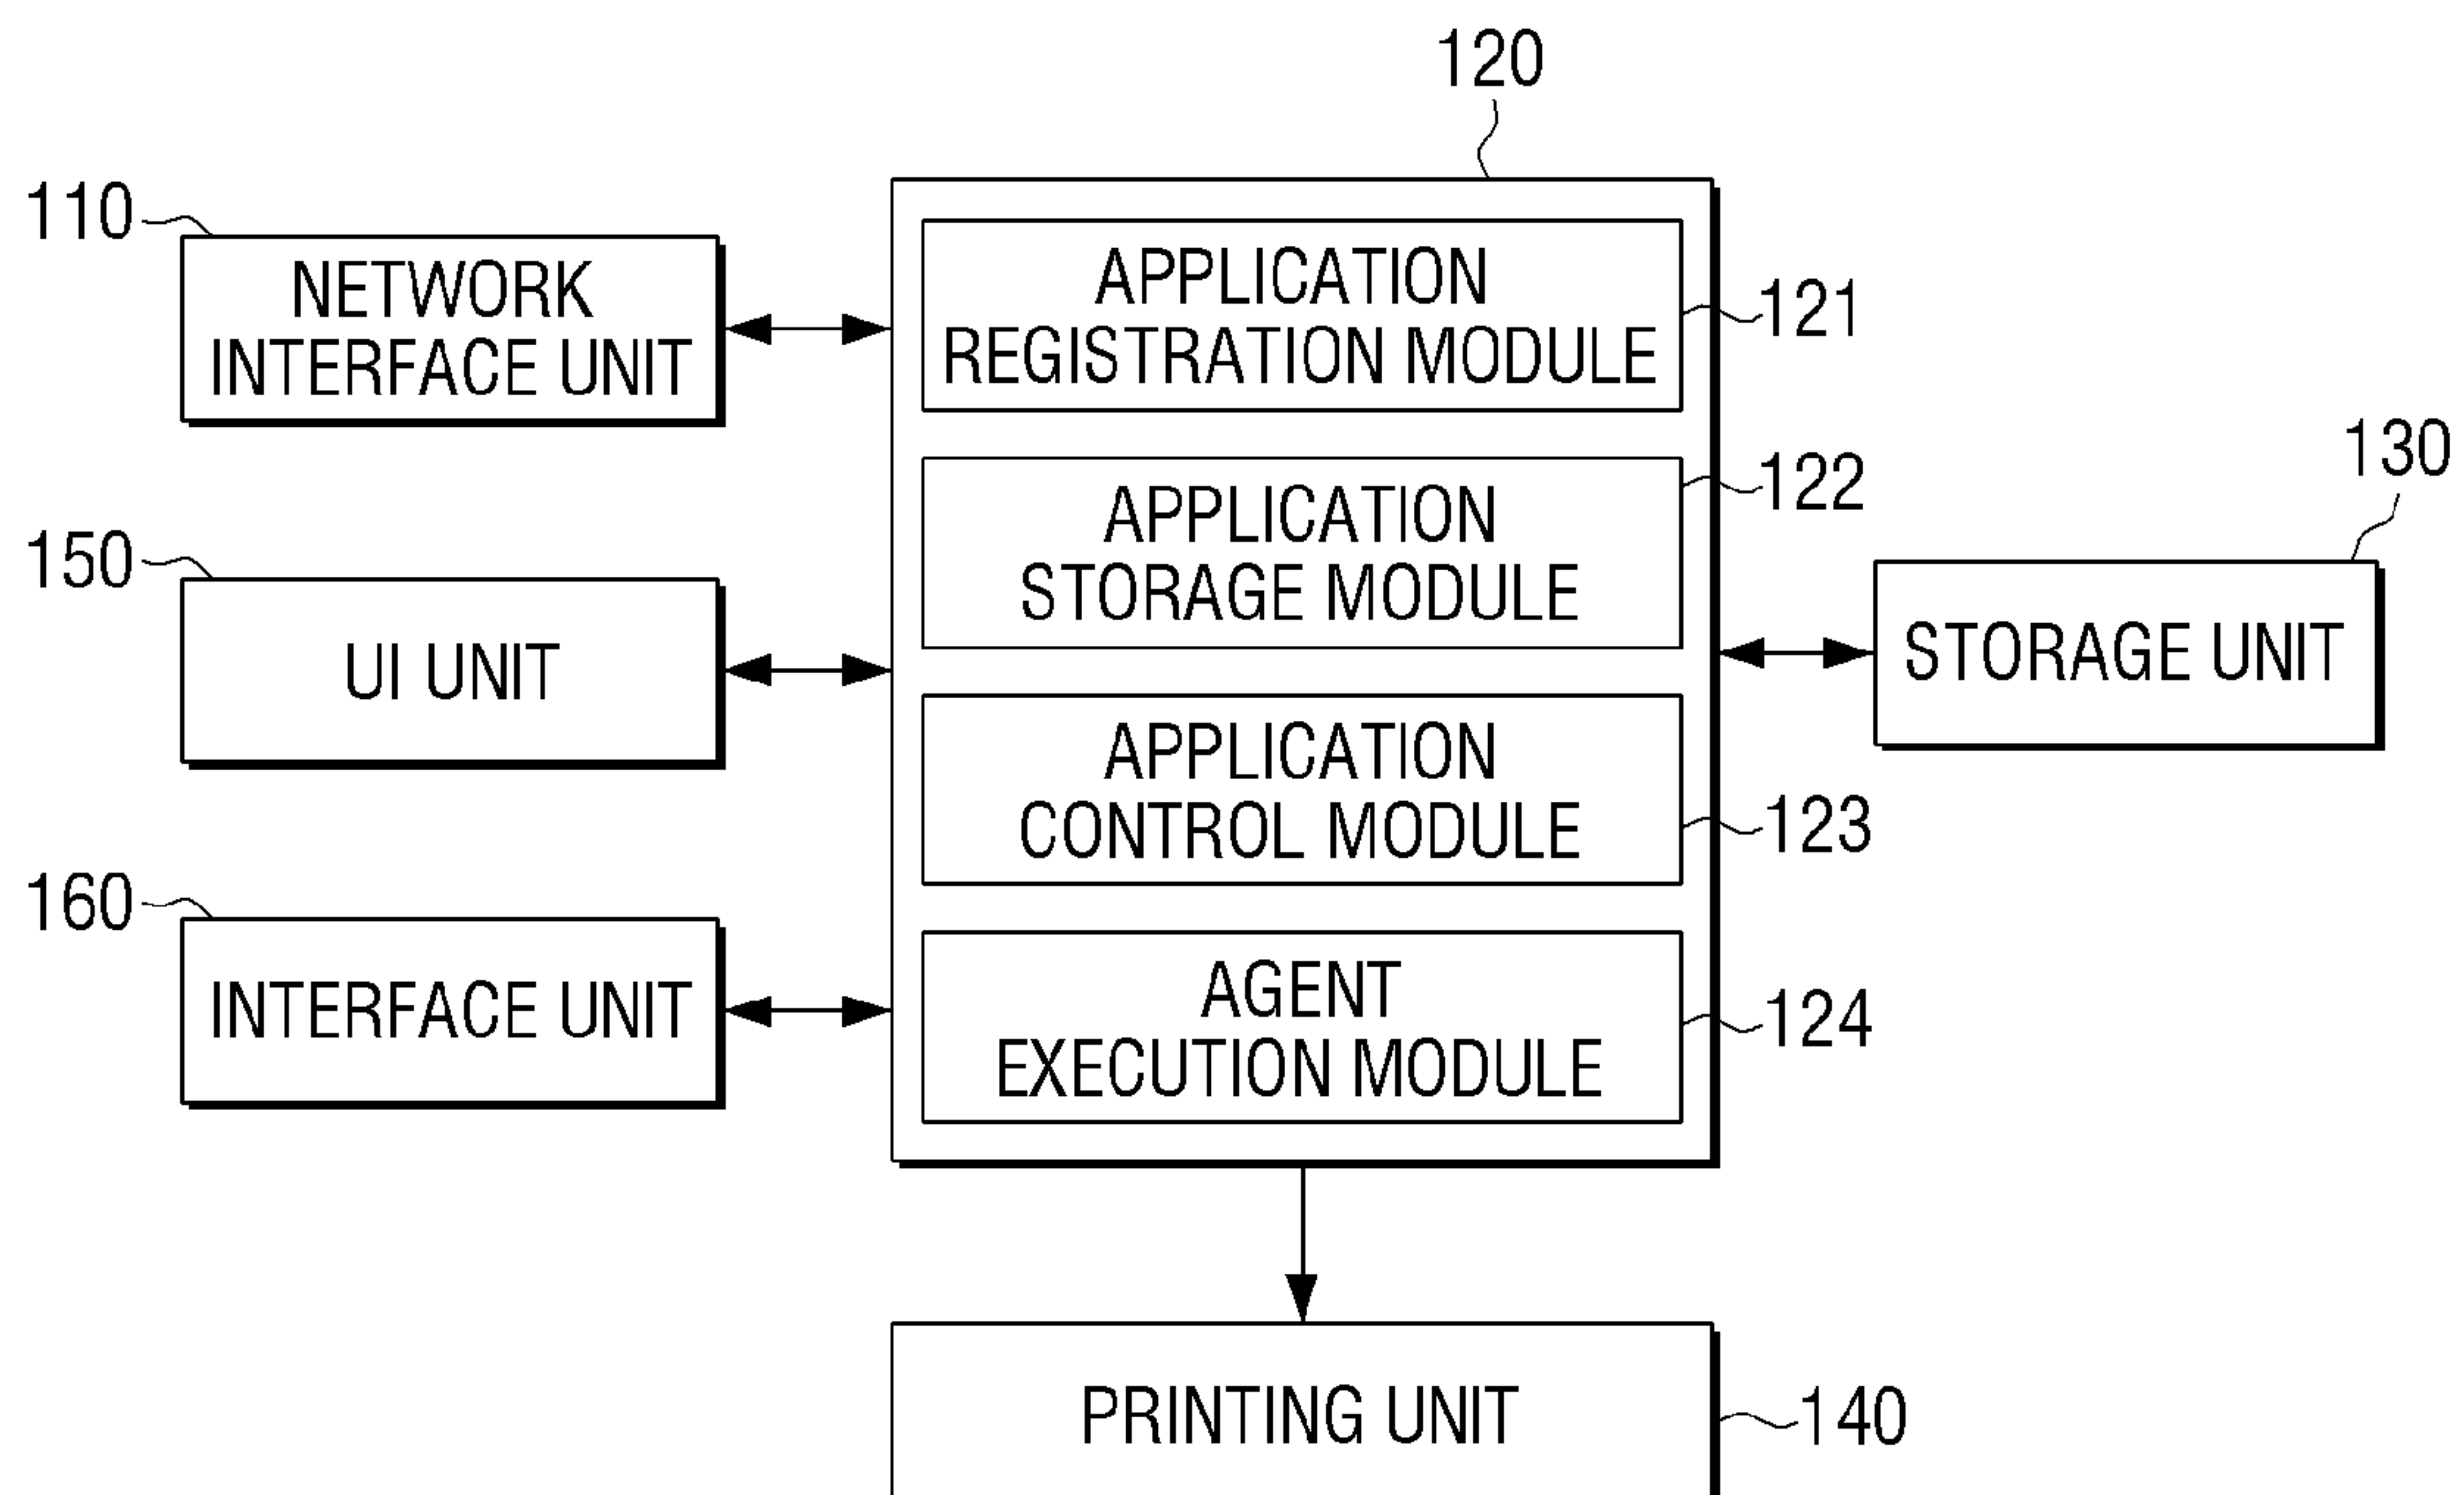 120
110
NETWORK
INTERFACE UNIT
APPLICATION
REGISTRATION MODULE
121
150
UI UNIT
APPLICATION
STORAGE MODULE
122
130
STORAGE UNIT
160
INTERFACE UNIT
APPLICATION
CONTROL MODULE
123
AGENT
EXECUTION MODULE
124
PRINTING UNIT
140